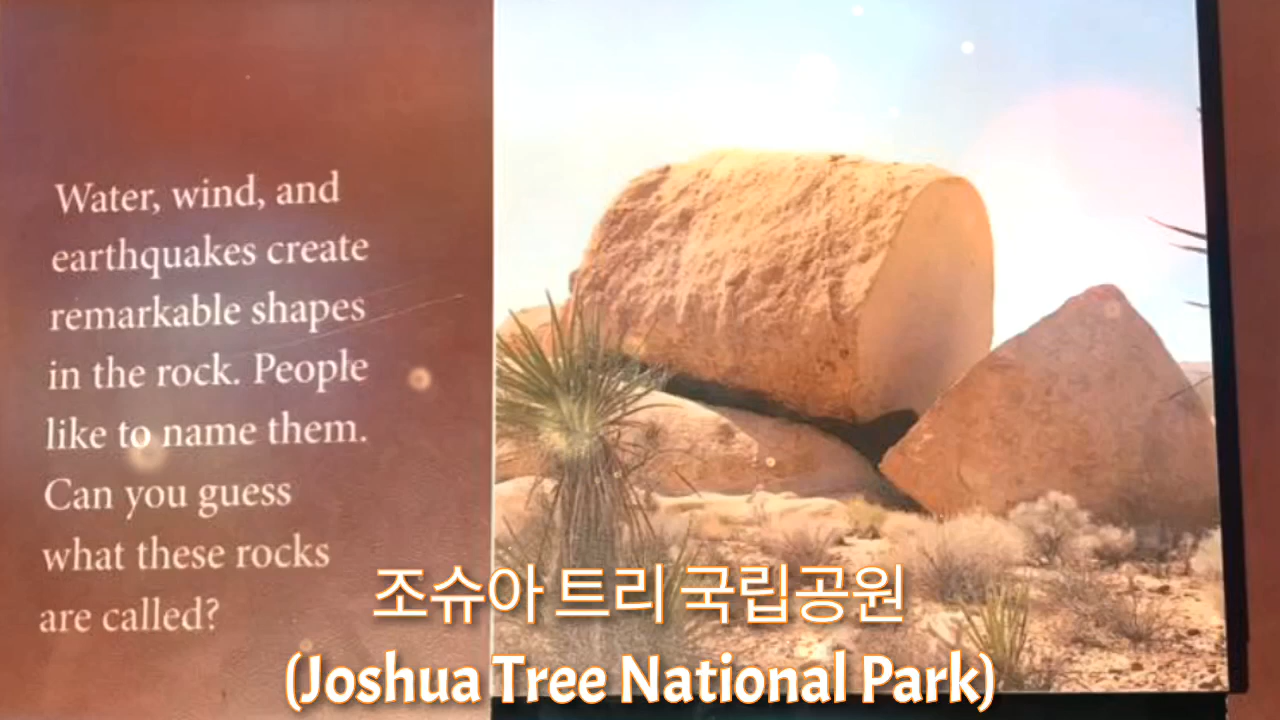 Water, wind, and
earthquakes create
remarkable shapes
in the rock. People
like to name them.
Can you guess
what these rocks
are called?
조슈아 트리 국립공원
(Joshua Tree National Park)